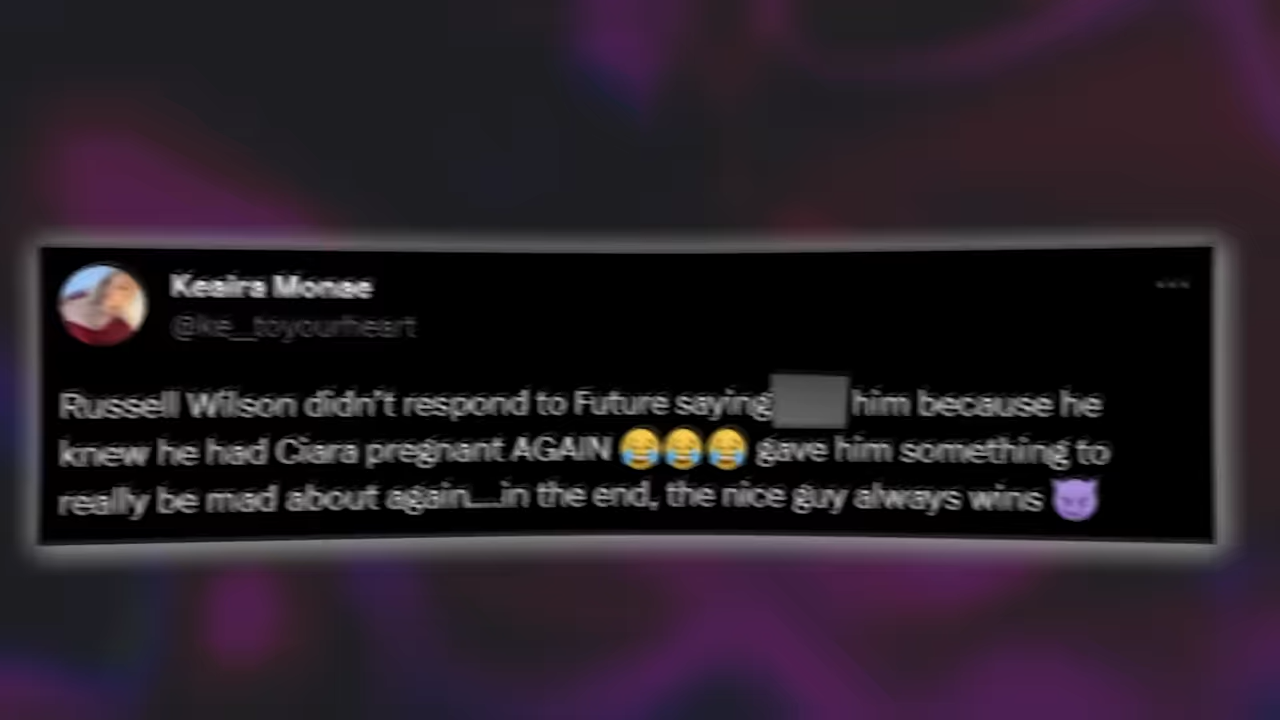 Keaira Monae
@ke__toyourheart
Russell Wilson didn't respond to Future saying him because he
knew he had Ciara pregnant AGAIN 😂😂😂 gave him something to
really be mad about again....in the end, the nice guy always wins 😈